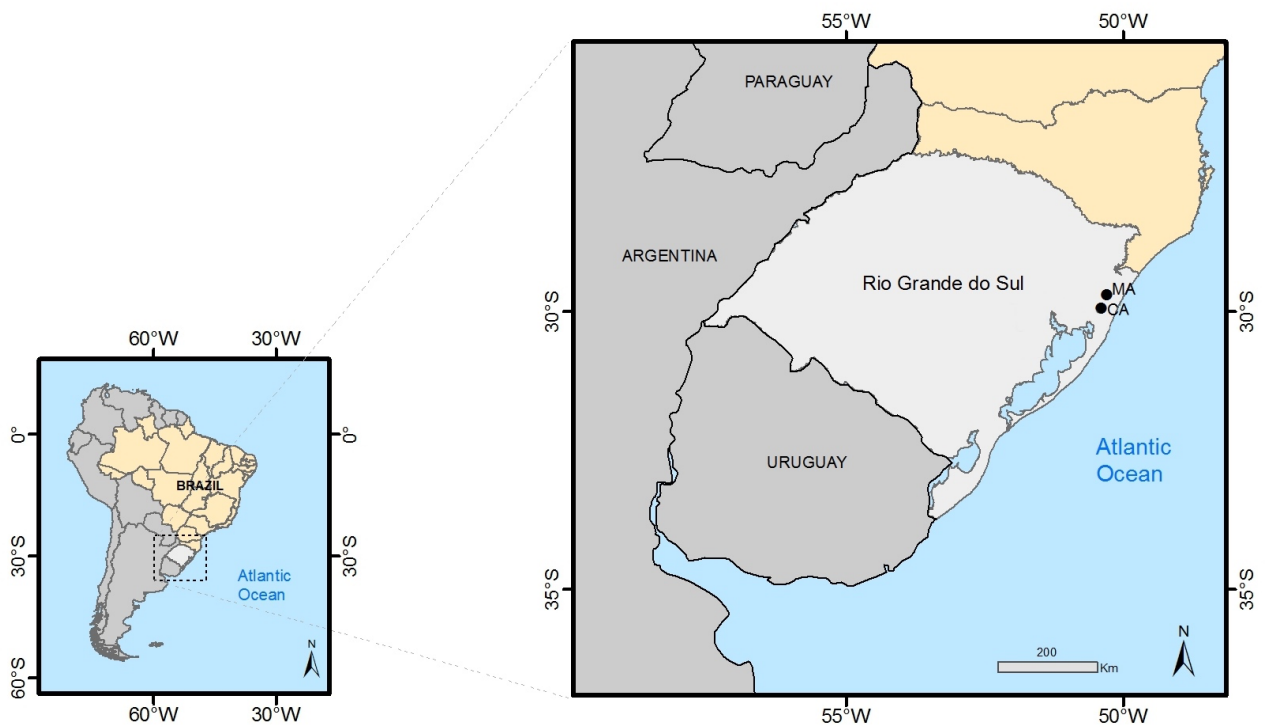 55°W 50°W
PARAGUAY
ARGENTINA
Rio Grande do Sul
MA
CA
30°S 30°S
URUGUAY
Atlantic
Ocean
35°S 35°S
200
Km
N
55°W 50°W
60°W 30°W
0° 0°
BRAZIL
30°S 30°S
Atlantic
Ocean
N
60°S 60°S
60°W 30°W